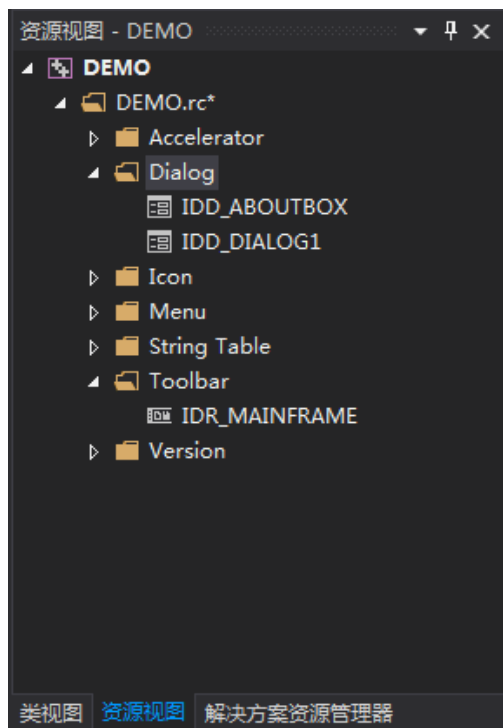 资源视图 - DEMO
DEMO
DEMO.rc*
Accelerator
Dialog
IDD_ABOUTBOX
IDD_DIALOG1
Icon
Menu
String Table
Toolbar
IDR_MAINFRAME
Version
类视图 资源视图 解决方案资源管理器